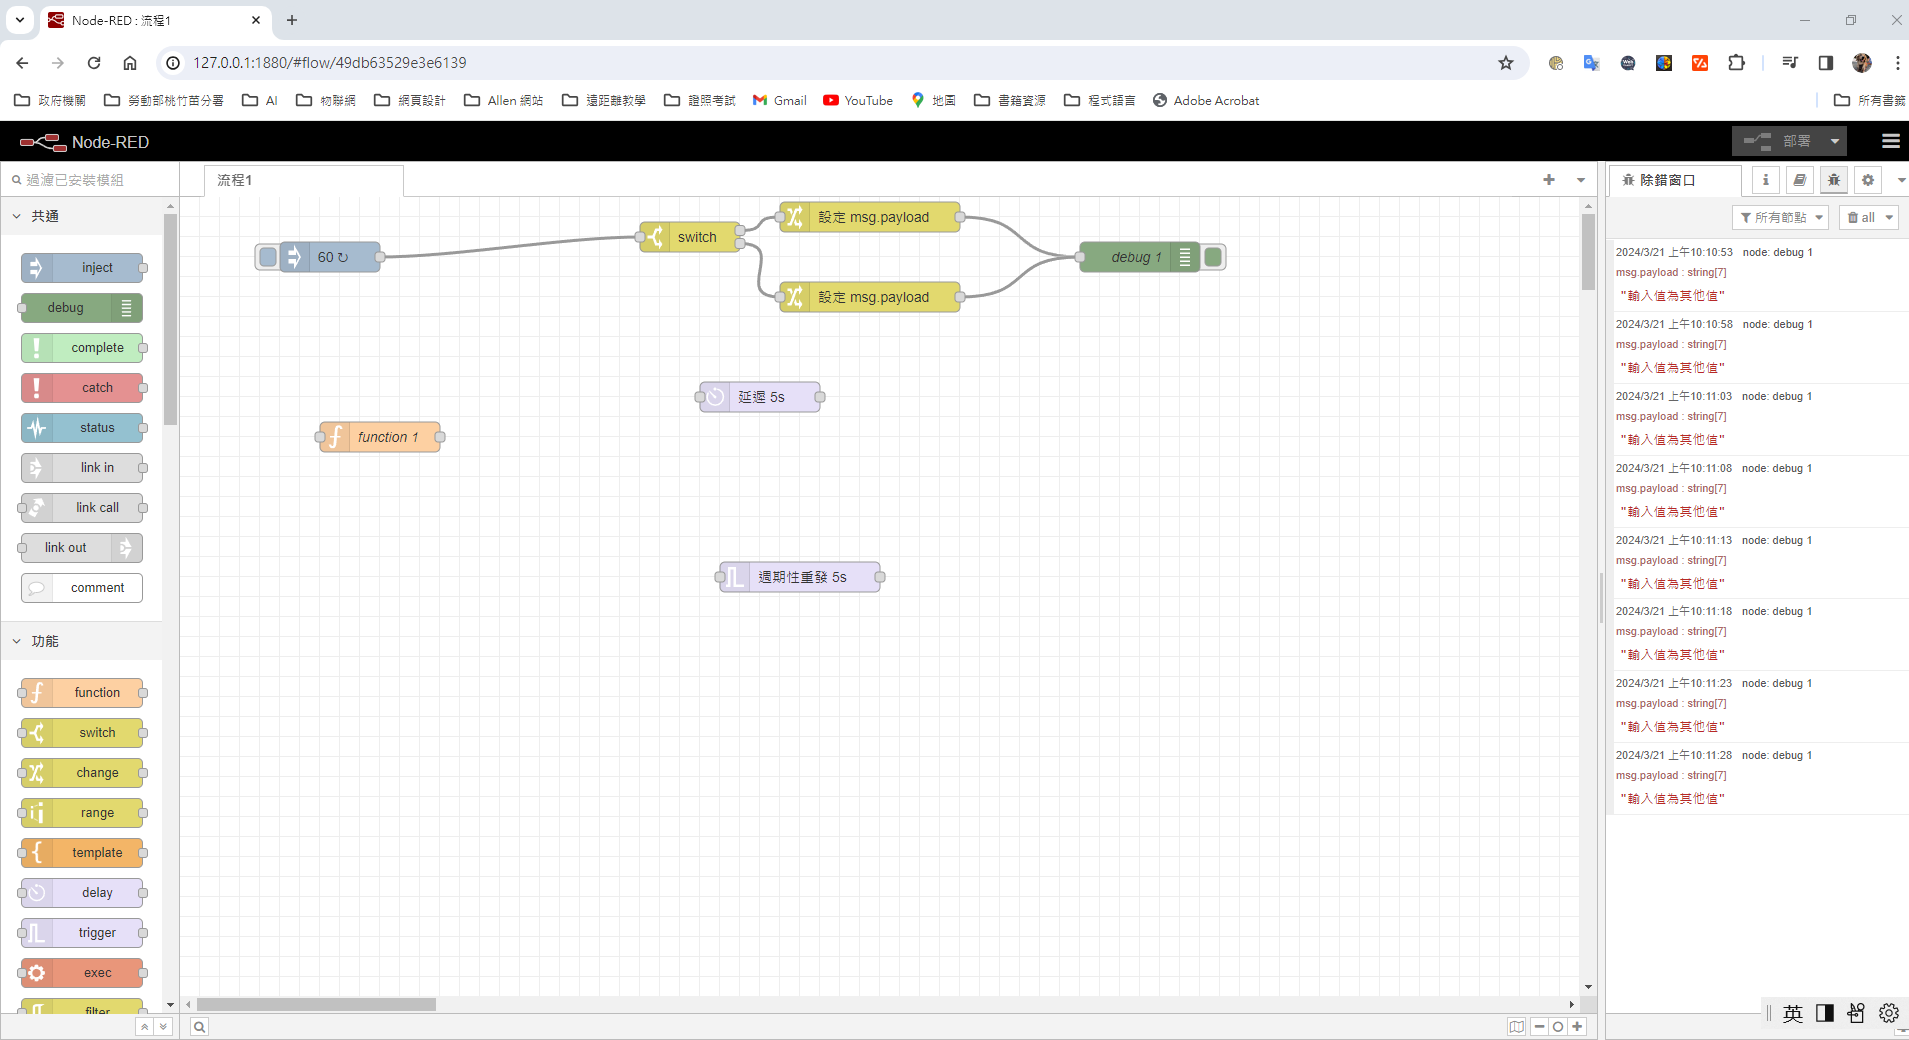 Node-RED : 流程1
127.0.0.1:1880/#flow/49db63529e3e6139
政府機關 勞動部桃竹苗分署 AI 物聯網 網頁設計 Allen 網站 遠距離教學 證照考試 Gmail YouTube 地圖 書籍資源 程式語言 Adobe Acrobat 所有書籤
Node-RED 部署
過濾已安裝模組
流程1
除錯窗口
共通
所有節點 all
inject
debug
complete
catch
status
link in
link call
link out
comment
功能
function
switch
change
range
template
delay
trigger
exec
filter
60 ↻
switch
設定 msg.payload
設定 msg.payload
debug 1
延遲 5s
function 1
週期性重發 5s
2024/3/21 上午10:10:53 node: debug 1
msg.payload : string[7]
"輸入值為其他值"
2024/3/21 上午10:10:58 node: debug 1
msg.payload : string[7]
"輸入值為其他值"
2024/3/21 上午10:11:03 node: debug 1
msg.payload : string[7]
"輸入值為其他值"
2024/3/21 上午10:11:08 node: debug 1
msg.payload : string[7]
"輸入值為其他值"
2024/3/21 上午10:11:13 node: debug 1
msg.payload : string[7]
"輸入值為其他值"
2024/3/21 上午10:11:18 node: debug 1
msg.payload : string[7]
"輸入值為其他值"
2024/3/21 上午10:11:23 node: debug 1
msg.payload : string[7]
"輸入值為其他值"
2024/3/21 上午10:11:28 node: debug 1
msg.payload : string[7]
"輸入值為其他值"
英